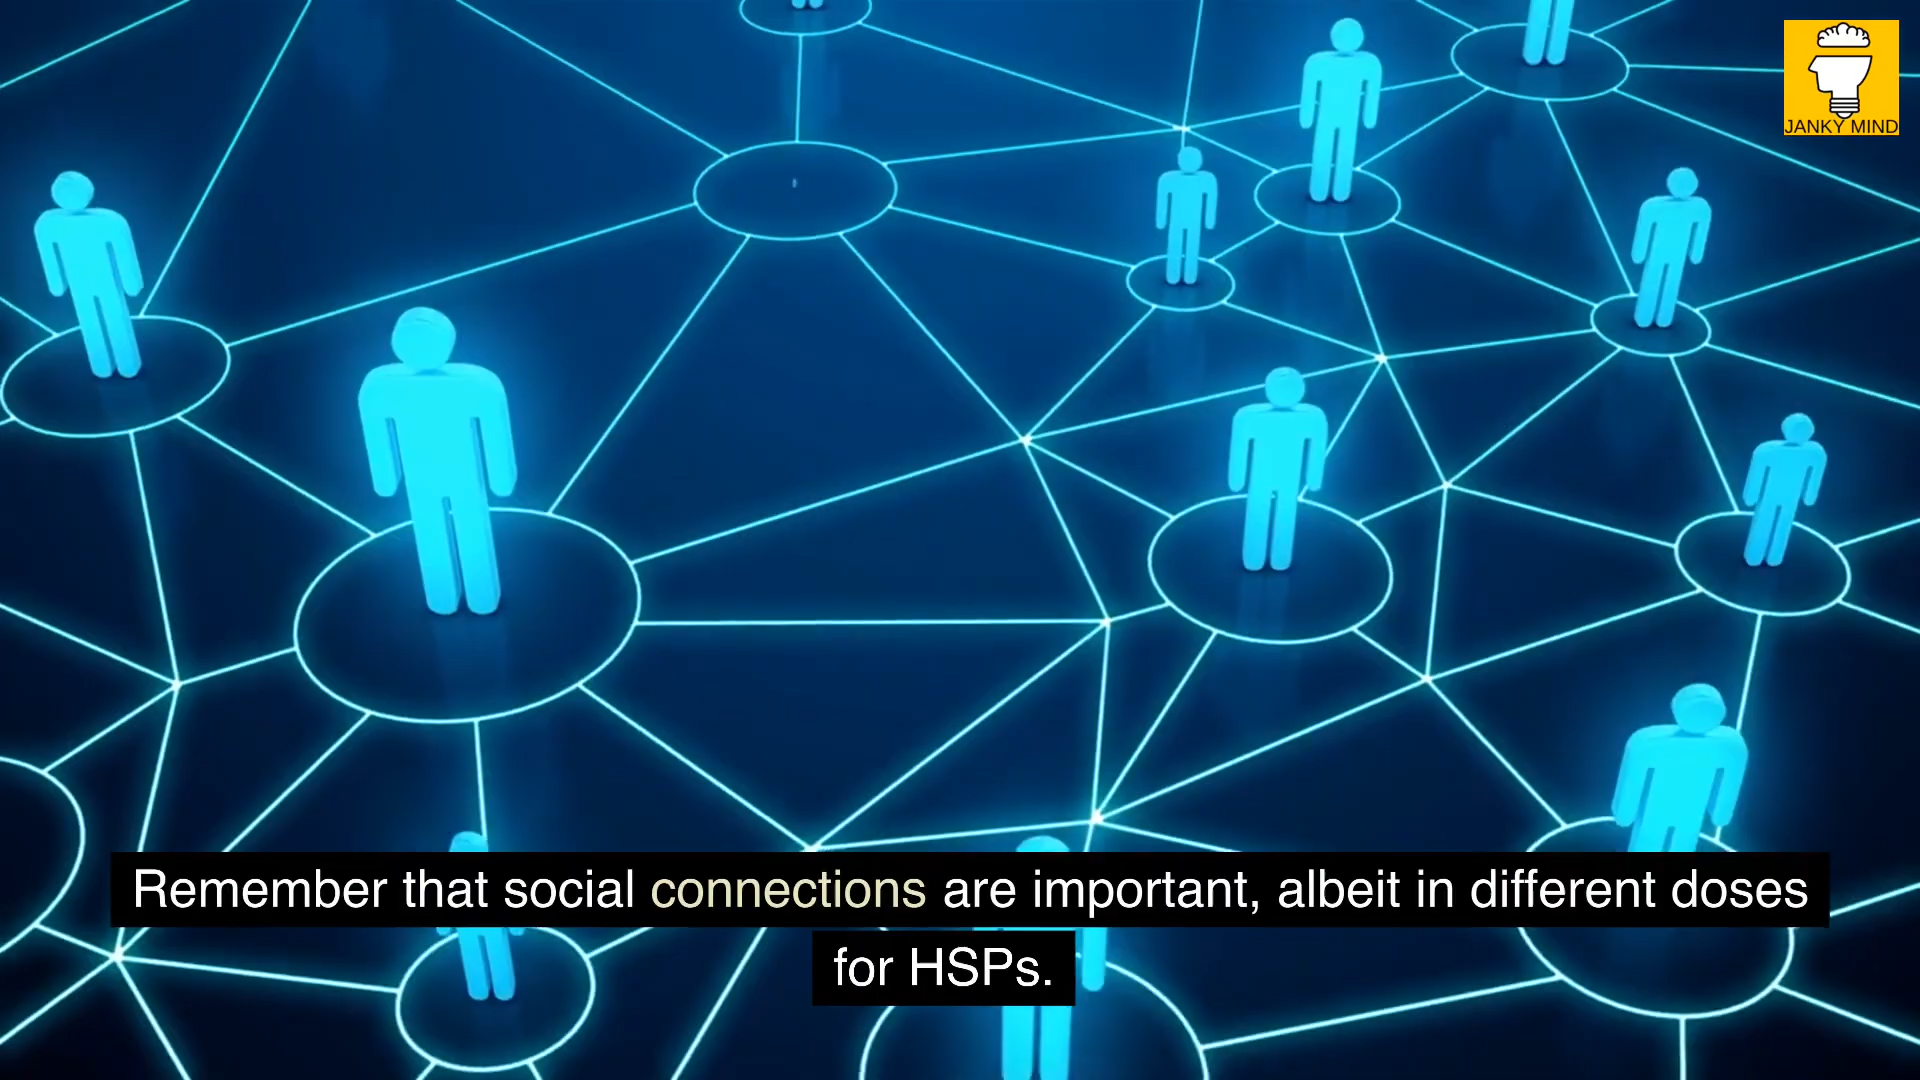 JANKY MIND
Remember that social connections are important, albeit in different doses
for HSPs.